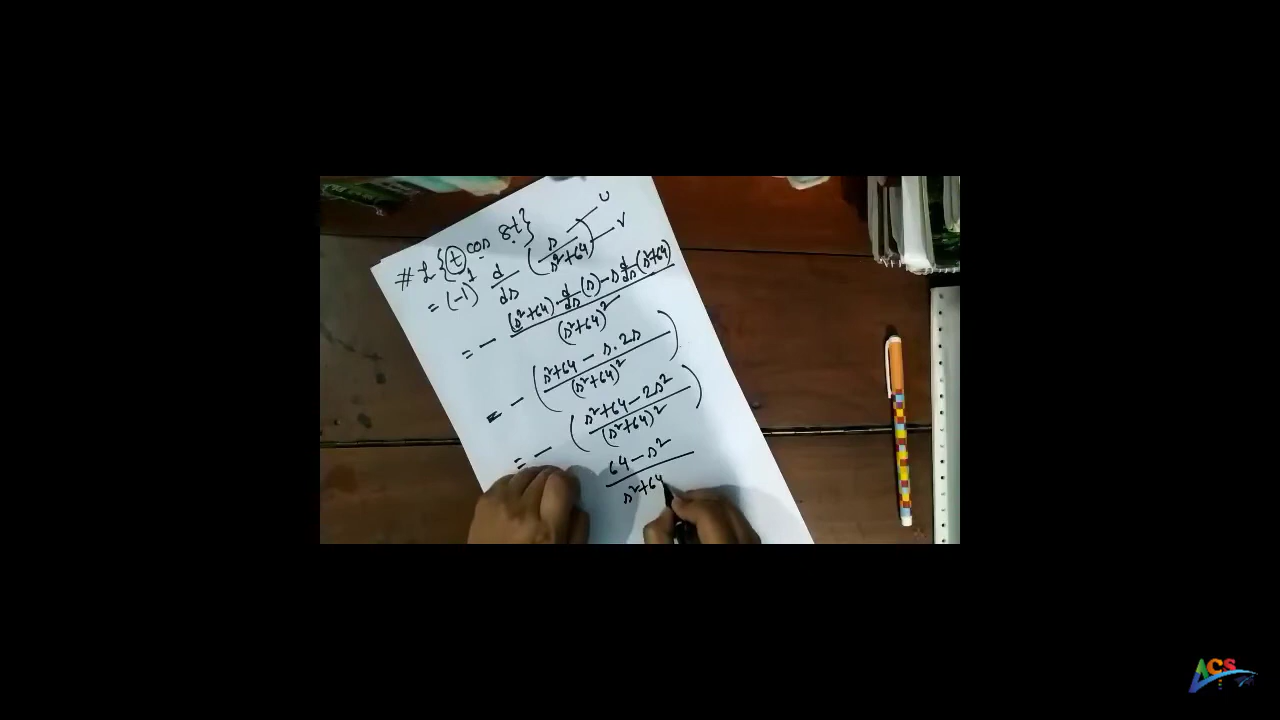 # L{t cos 8t}
= (-1)^1 d/ds (s/s²+64) U V
= - (s²+64) · d/ds (s) - s d/ds (s²+64) / (s²+64)²
= - (s²+64 - s.2s / (s²+64)²)
= - (s²+64-2s² / (s²+64)²)
64-s² / s²+64
ACS